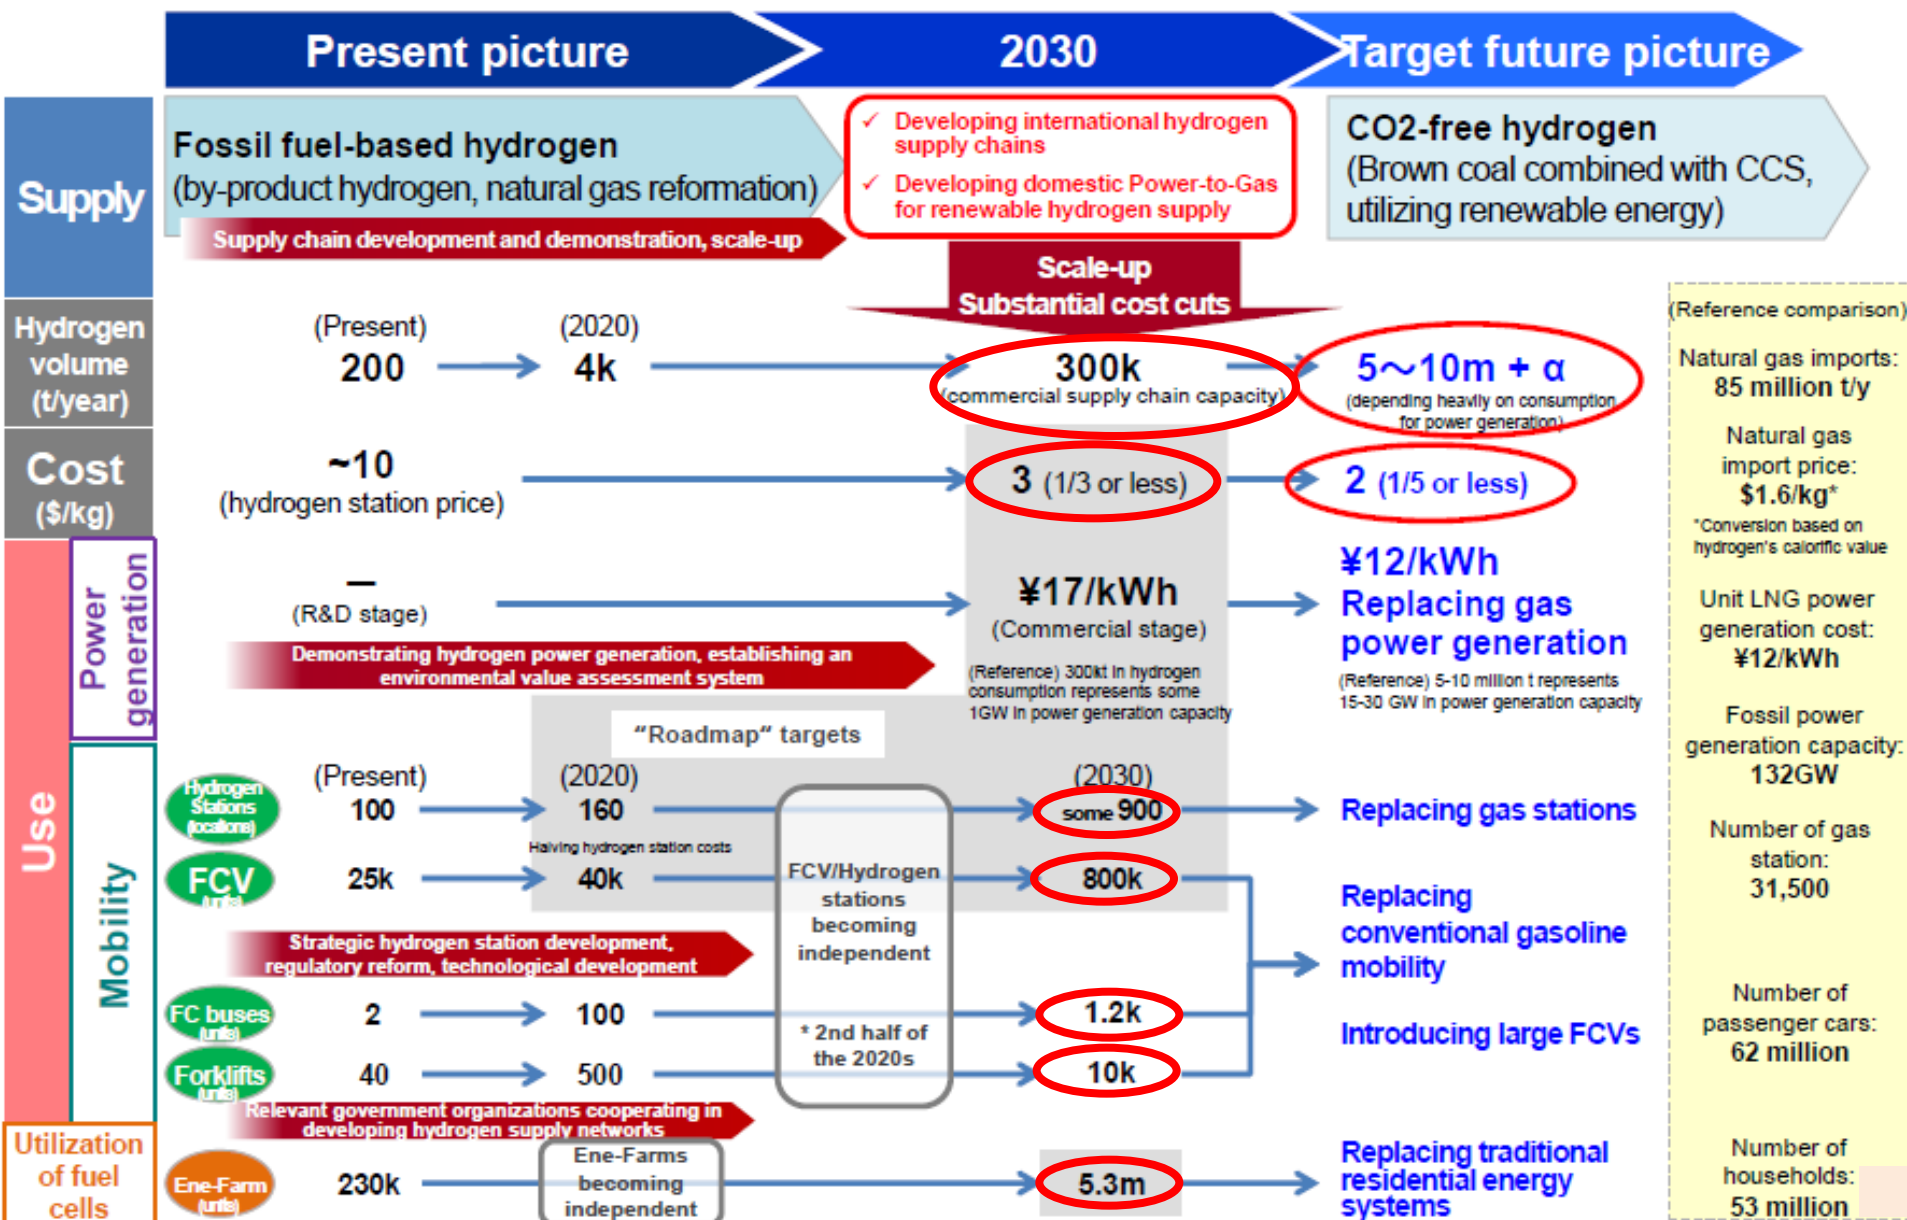 Present picture
2030
Target future picture
Supply
Fossil fuel-based hydrogen
(by-product hydrogen, natural gas reformation)
Supply chain development and demonstration, scale-up
✓ Developing international hydrogen
supply chains
✓ Developing domestic Power-to-Gas
for renewable hydrogen supply
CO2-free hydrogen
(Brown coal combined with CCS,
utilizing renewable energy)
Scale-up
Substantial cost cuts
Hydrogen
volume
(t/year)
(Present)
200
(2020)
4k
300k
(commercial supply chain capacity)
5～10m + α
(depending heavily on consumption
for power generation)
Cost
($/kg)
~10
(hydrogen station price)
3 (1/3 or less)
2 (1/5 or less)
Use
Power
generation
—
(R&D stage)
¥17/kWh
(Commercial stage)
(Reference) 300kt in hydrogen
consumption represents some
1GW in power generation capacity
¥12/kWh
Replacing gas
power generation
(Reference) 5-10 million t represents
15-30 GW in power generation capacity
Demonstrating hydrogen power generation, establishing an
environmental value assessment system
"Roadmap" targets
Mobility
Hydrogen
Stations
(locations)
(Present)
100
(2020)
160
Halving hydrogen station costs
(2030)
some 900
Replacing gas stations
FCV
(units)
25k
40k
800k
FCV/Hydrogen
stations
becoming
independent
* 2nd half of
the 2020s
Replacing
conventional gasoline
mobility
Strategic hydrogen station development,
regulatory reform, technological development
FC buses
(units)
2
100
1.2k
Introducing large FCVs
Forklifts
(units)
40
500
10k
Relevant government organizations cooperating in
developing hydrogen supply networks
Utilization
of fuel
cells
Ene-Farm
(units)
230k
Ene-Farms
becoming
independent
5.3m
Replacing traditional
residential energy
systems
(Reference comparison)
Natural gas imports:
85 million t/y
Natural gas
import price:
$1.6/kg*
*Conversion based on
hydrogen's calorific value
Unit LNG power
generation cost:
¥12/kWh
Fossil power
generation capacity:
132GW
Number of gas
station:
31,500
Number of
passenger cars:
62 million
Number of
households:
53 million